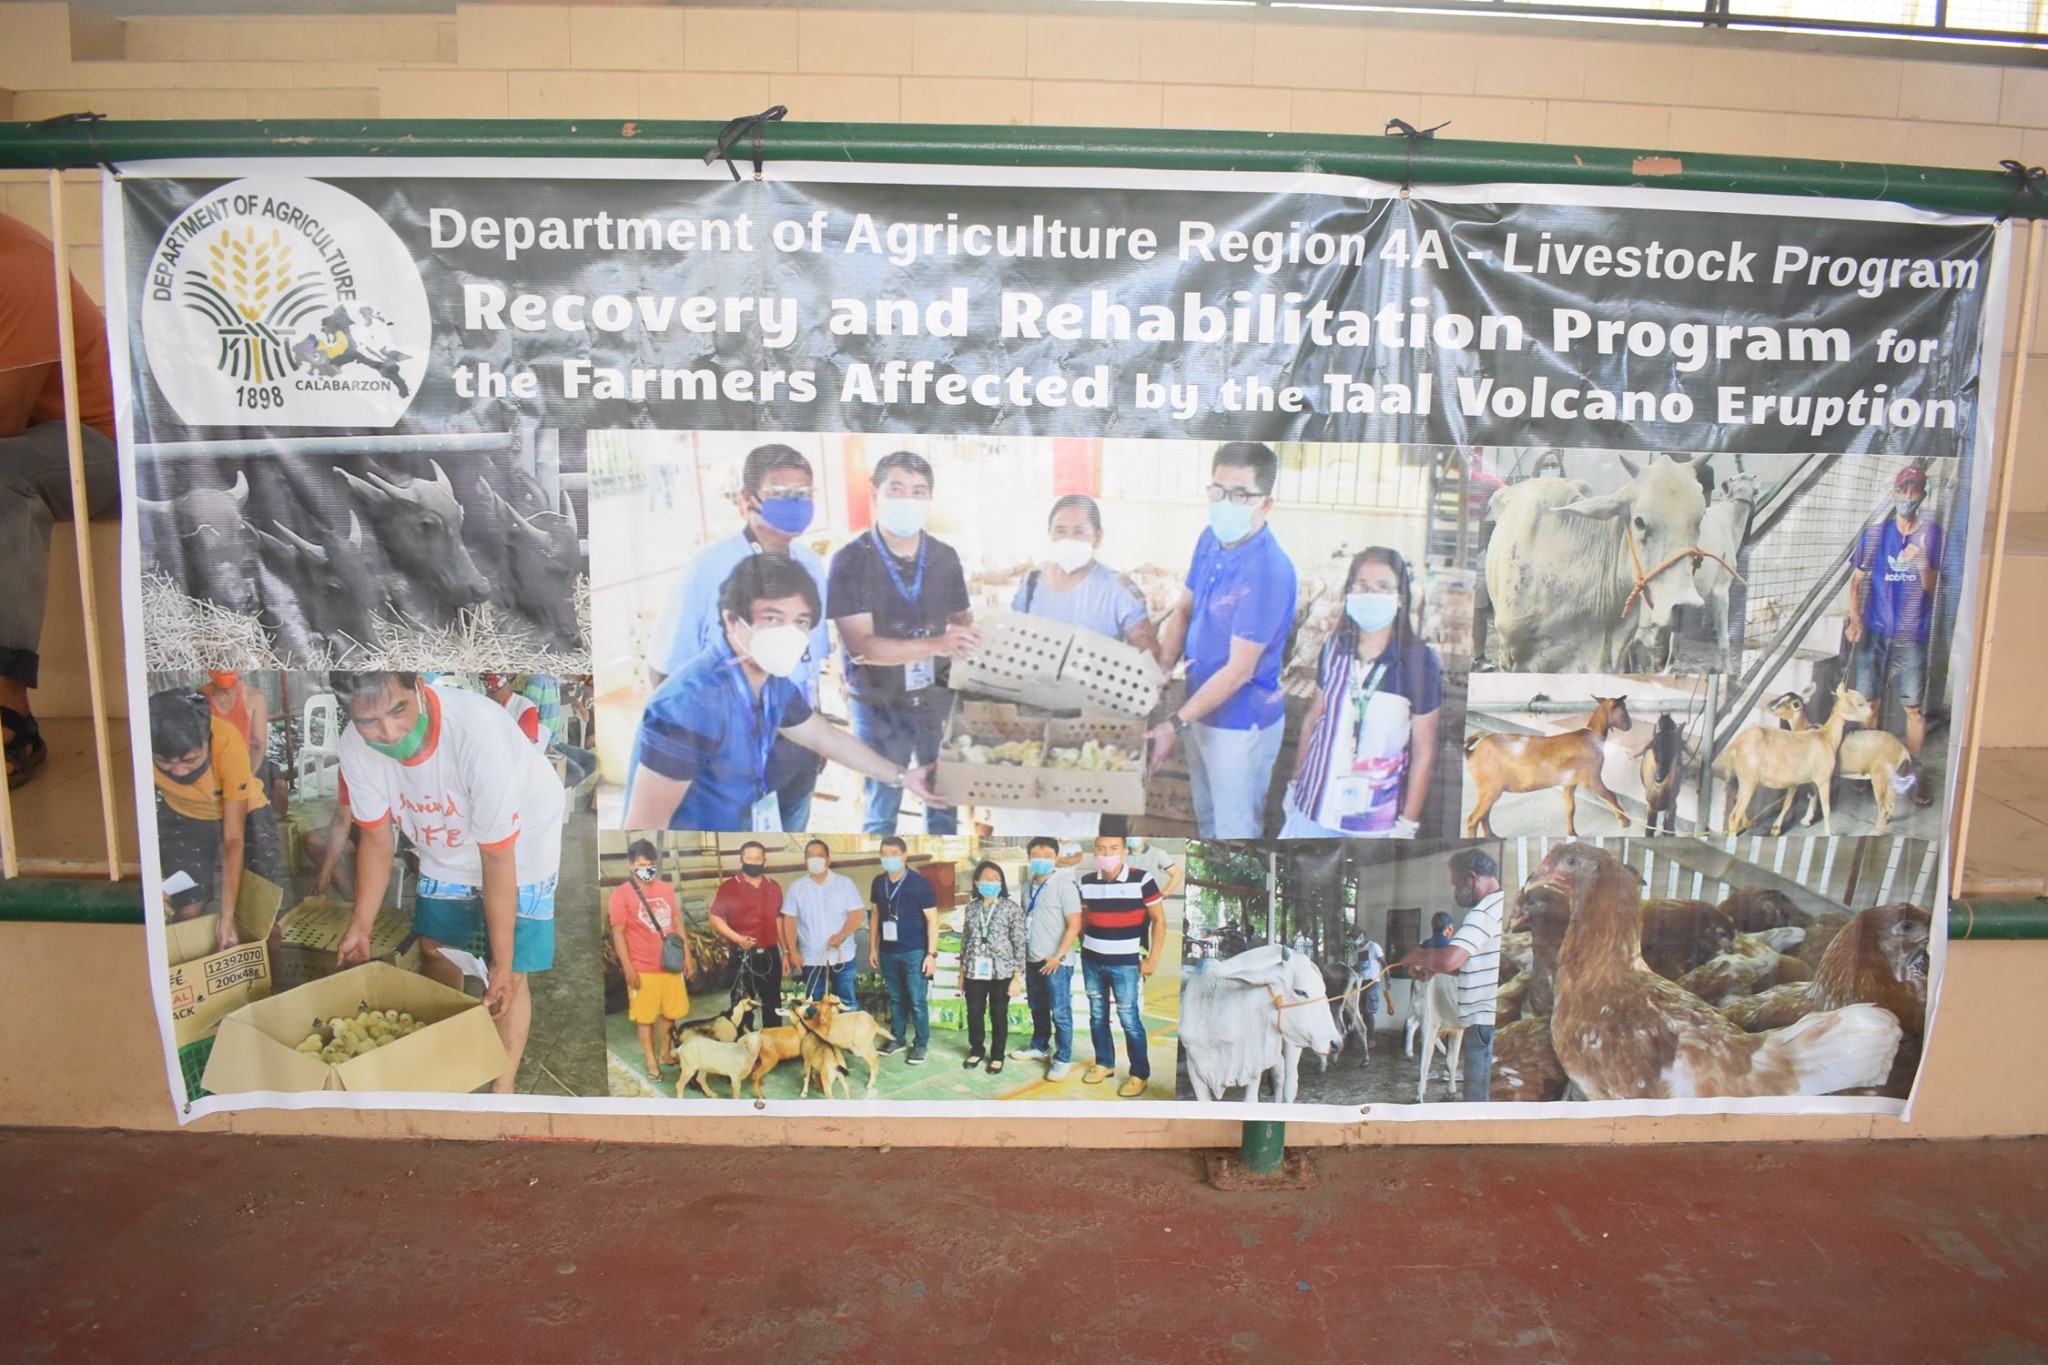 DEPARTMENT OF AGRICULTURE
1898
CALABARZON
Department of Agriculture Region 4A - Livestock Program
Recovery and Rehabilitation Program for
the Farmers Affected by the Taal Volcano Eruption
12392070
200x48g
ACK